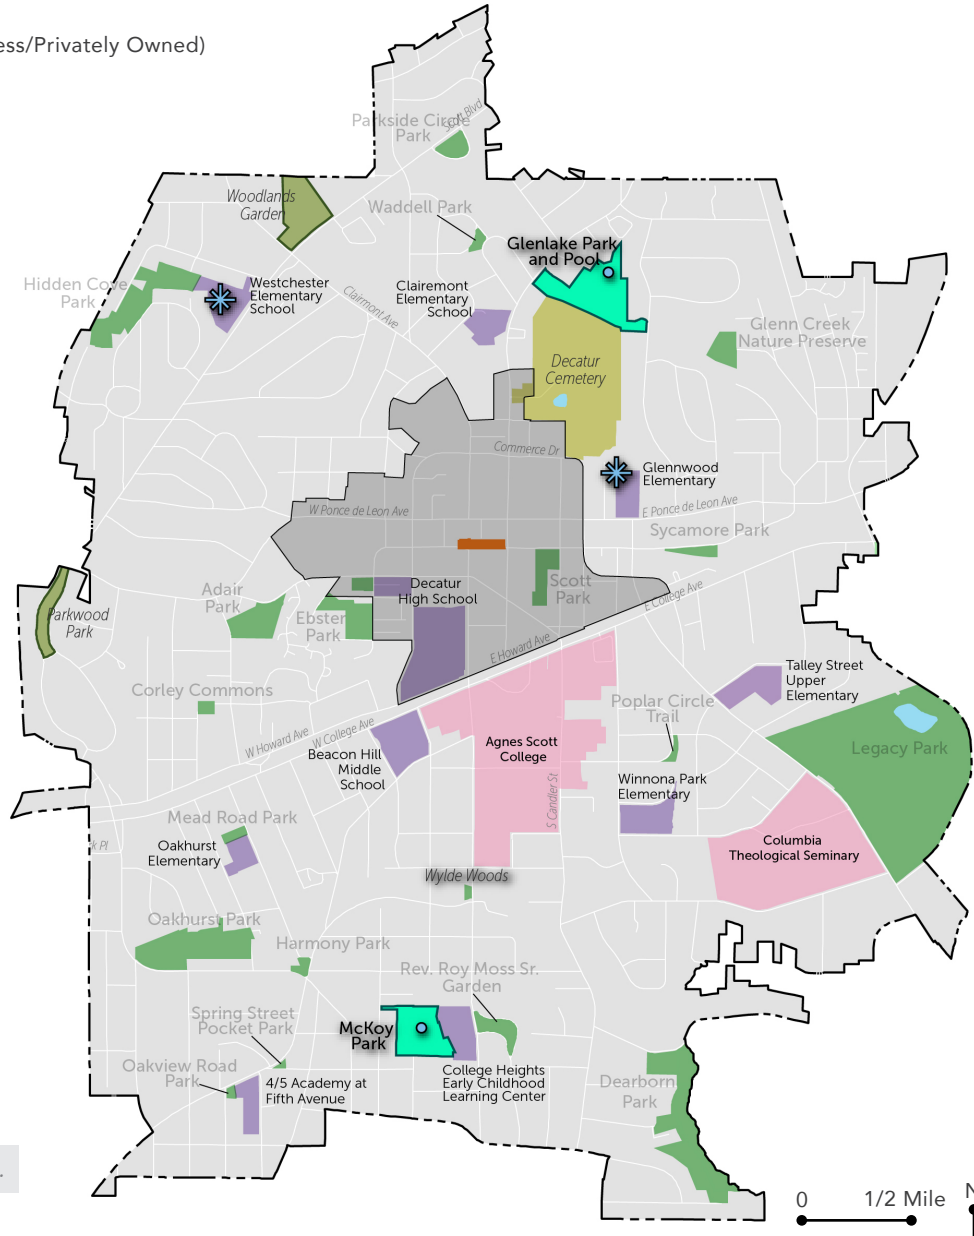 ess/Privately Owned)
Parkside Circle
Park
Scott Blvd
Woodlands
Garden
Waddell Park
Glenlake Park
and Pool
Hidden Cove
Park
Westchester
Elementary
School
Clairemont
Elementary
School
Clairmont Ave
Glenn Creek
Nature Preserve
Decatur
Cemetery
Commerce Dr
Glennwood
Elementary
W Ponce de Leon Ave
E Ponce de Leon Ave
Sycamore Park
Adair
Park
Decatur
High School
Scott
Park
E College Ave
Ebster
Park
Parkwood
Park
E Howard Ave
Talley Street
Upper
Elementary
Corley Commons
Poplar Circle
Trail
W Howard Ave
W College Ave
Agnes Scott
College
Legacy Park
Beacon Hill
Middle
School
Winnona Park
Elementary
S Candler St
Mead Road Park
k Pl
Oakhurst
Elementary
Columbia
Theological Seminary
Wylde Woods
Oakhurst Park
Harmony Park
Rev. Roy Moss Sr.
Garden
Spring Street
Pocket Park
McKoy
Park
Oakview Road
Park
4/5 Academy at
Fifth Avenue
College Heights
Early Childhood
Learning Center
Dearborn
Park
0 1/2 Mile
N